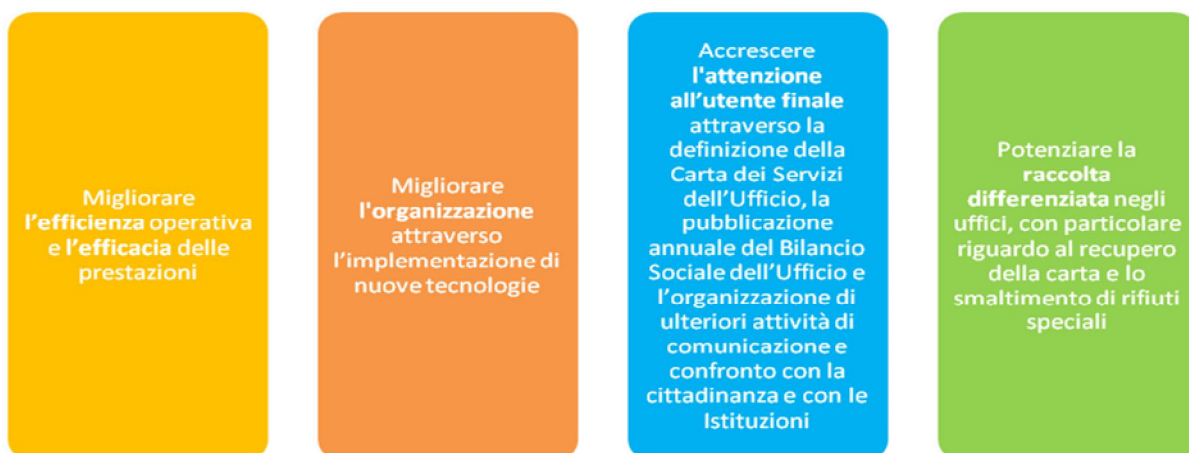 Migliorare
l’efficienza operativa
e l’efficacia delle
prestazioni
Migliorare
l'organizzazione
attraverso
l’implementazione di
nuove tecnologie
Accrescere
l'attenzione
all’utente finale
attraverso la
definizione della
Carta dei Servizi
dell’Ufficio, la
pubblicazione
annuale del Bilancio
Sociale dell’Ufficio e
l’organizzazione di
ulteriori attività di
comunicazione e
confronto con la
cittadinanza e con le
Istituzioni
Potenziare la
raccolta
differenziata negli
uffici, con particolare
riguardo al recupero
della carta e lo
smaltimento di rifiuti
speciali